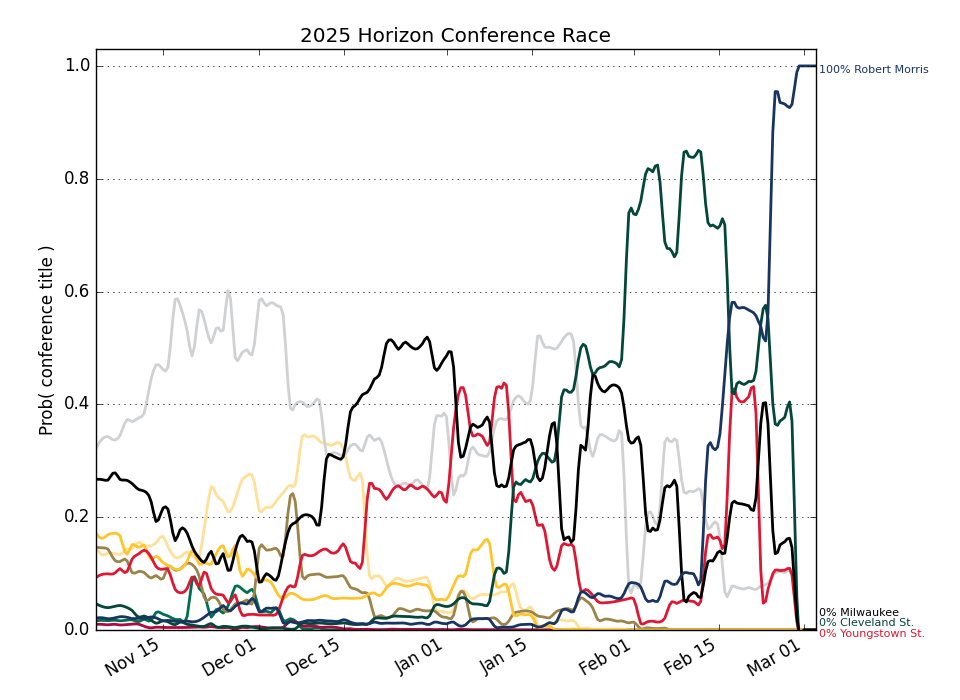 2025 Horizon Conference Race
1.0
100% Robert Morris
0.8
0.6
Prob( conference title )
0.4
0.2
0% Milwaukee
0% Cleveland St.
0.0
0% Youngstown St.
Nov 15
Dec 01
Dec 15
Jan 01
Jan 15
Feb 01
Feb 15
Mar 01